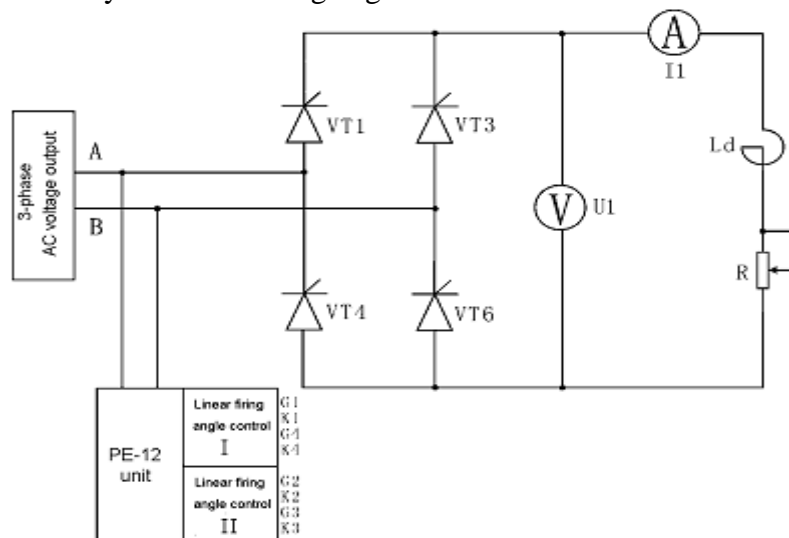 A
I1
VT1
VT3
Ld
3-phase
AC voltage output
A
B
V
U1
R
VT4
VT6
PE-12
unit
Linear firing
angle control
I
G1
K1
G4
K4
Linear firing
angle control
II
G2
K2
G3
K3